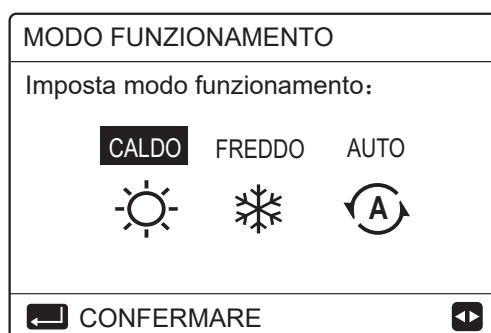 MODO FUNZIONAMENTO
Imposta modo funzionamento：
CALDO FREDDO AUTO
A
CONFERMARE